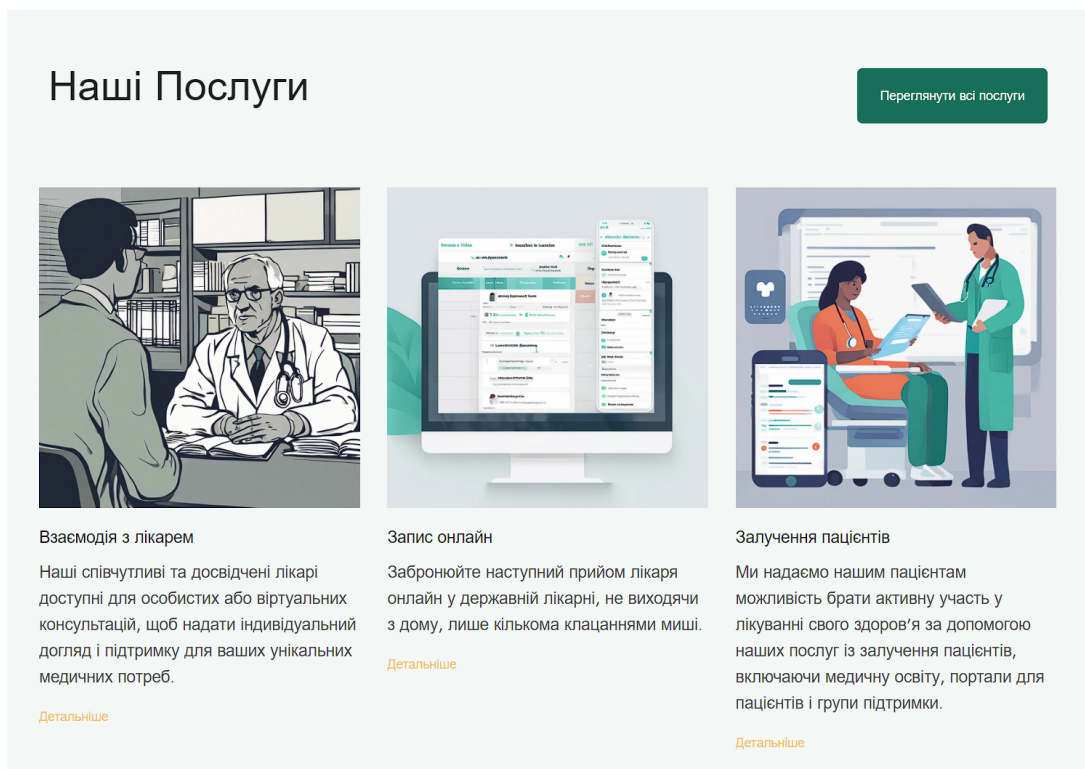 Наші Послуги
Переглянути всі послуги
Взаємодія з лікарем
Наші співчутливі та досвідчені лікарі
доступні для особистих або віртуальних
консультацій, щоб надати індивідуальний
догляд і підтримку для ваших унікальних
медичних потреб.
Детальніше
Запис онлайн
Забронюйте наступний прийом лікаря
онлайн у державній лікарні, не виходячи
з дому, лише кількома клацаннями миші.
Детальніше
Залучення пацієнтів
Ми надаємо нашим пацієнтам
можливість брати активну участь у
лікуванні свого здоров’я за допомогою
наших послуг із залучення пацієнтів,
включаючи медичну освіту, портали для
пацієнтів і групи підтримки.
Детальніше